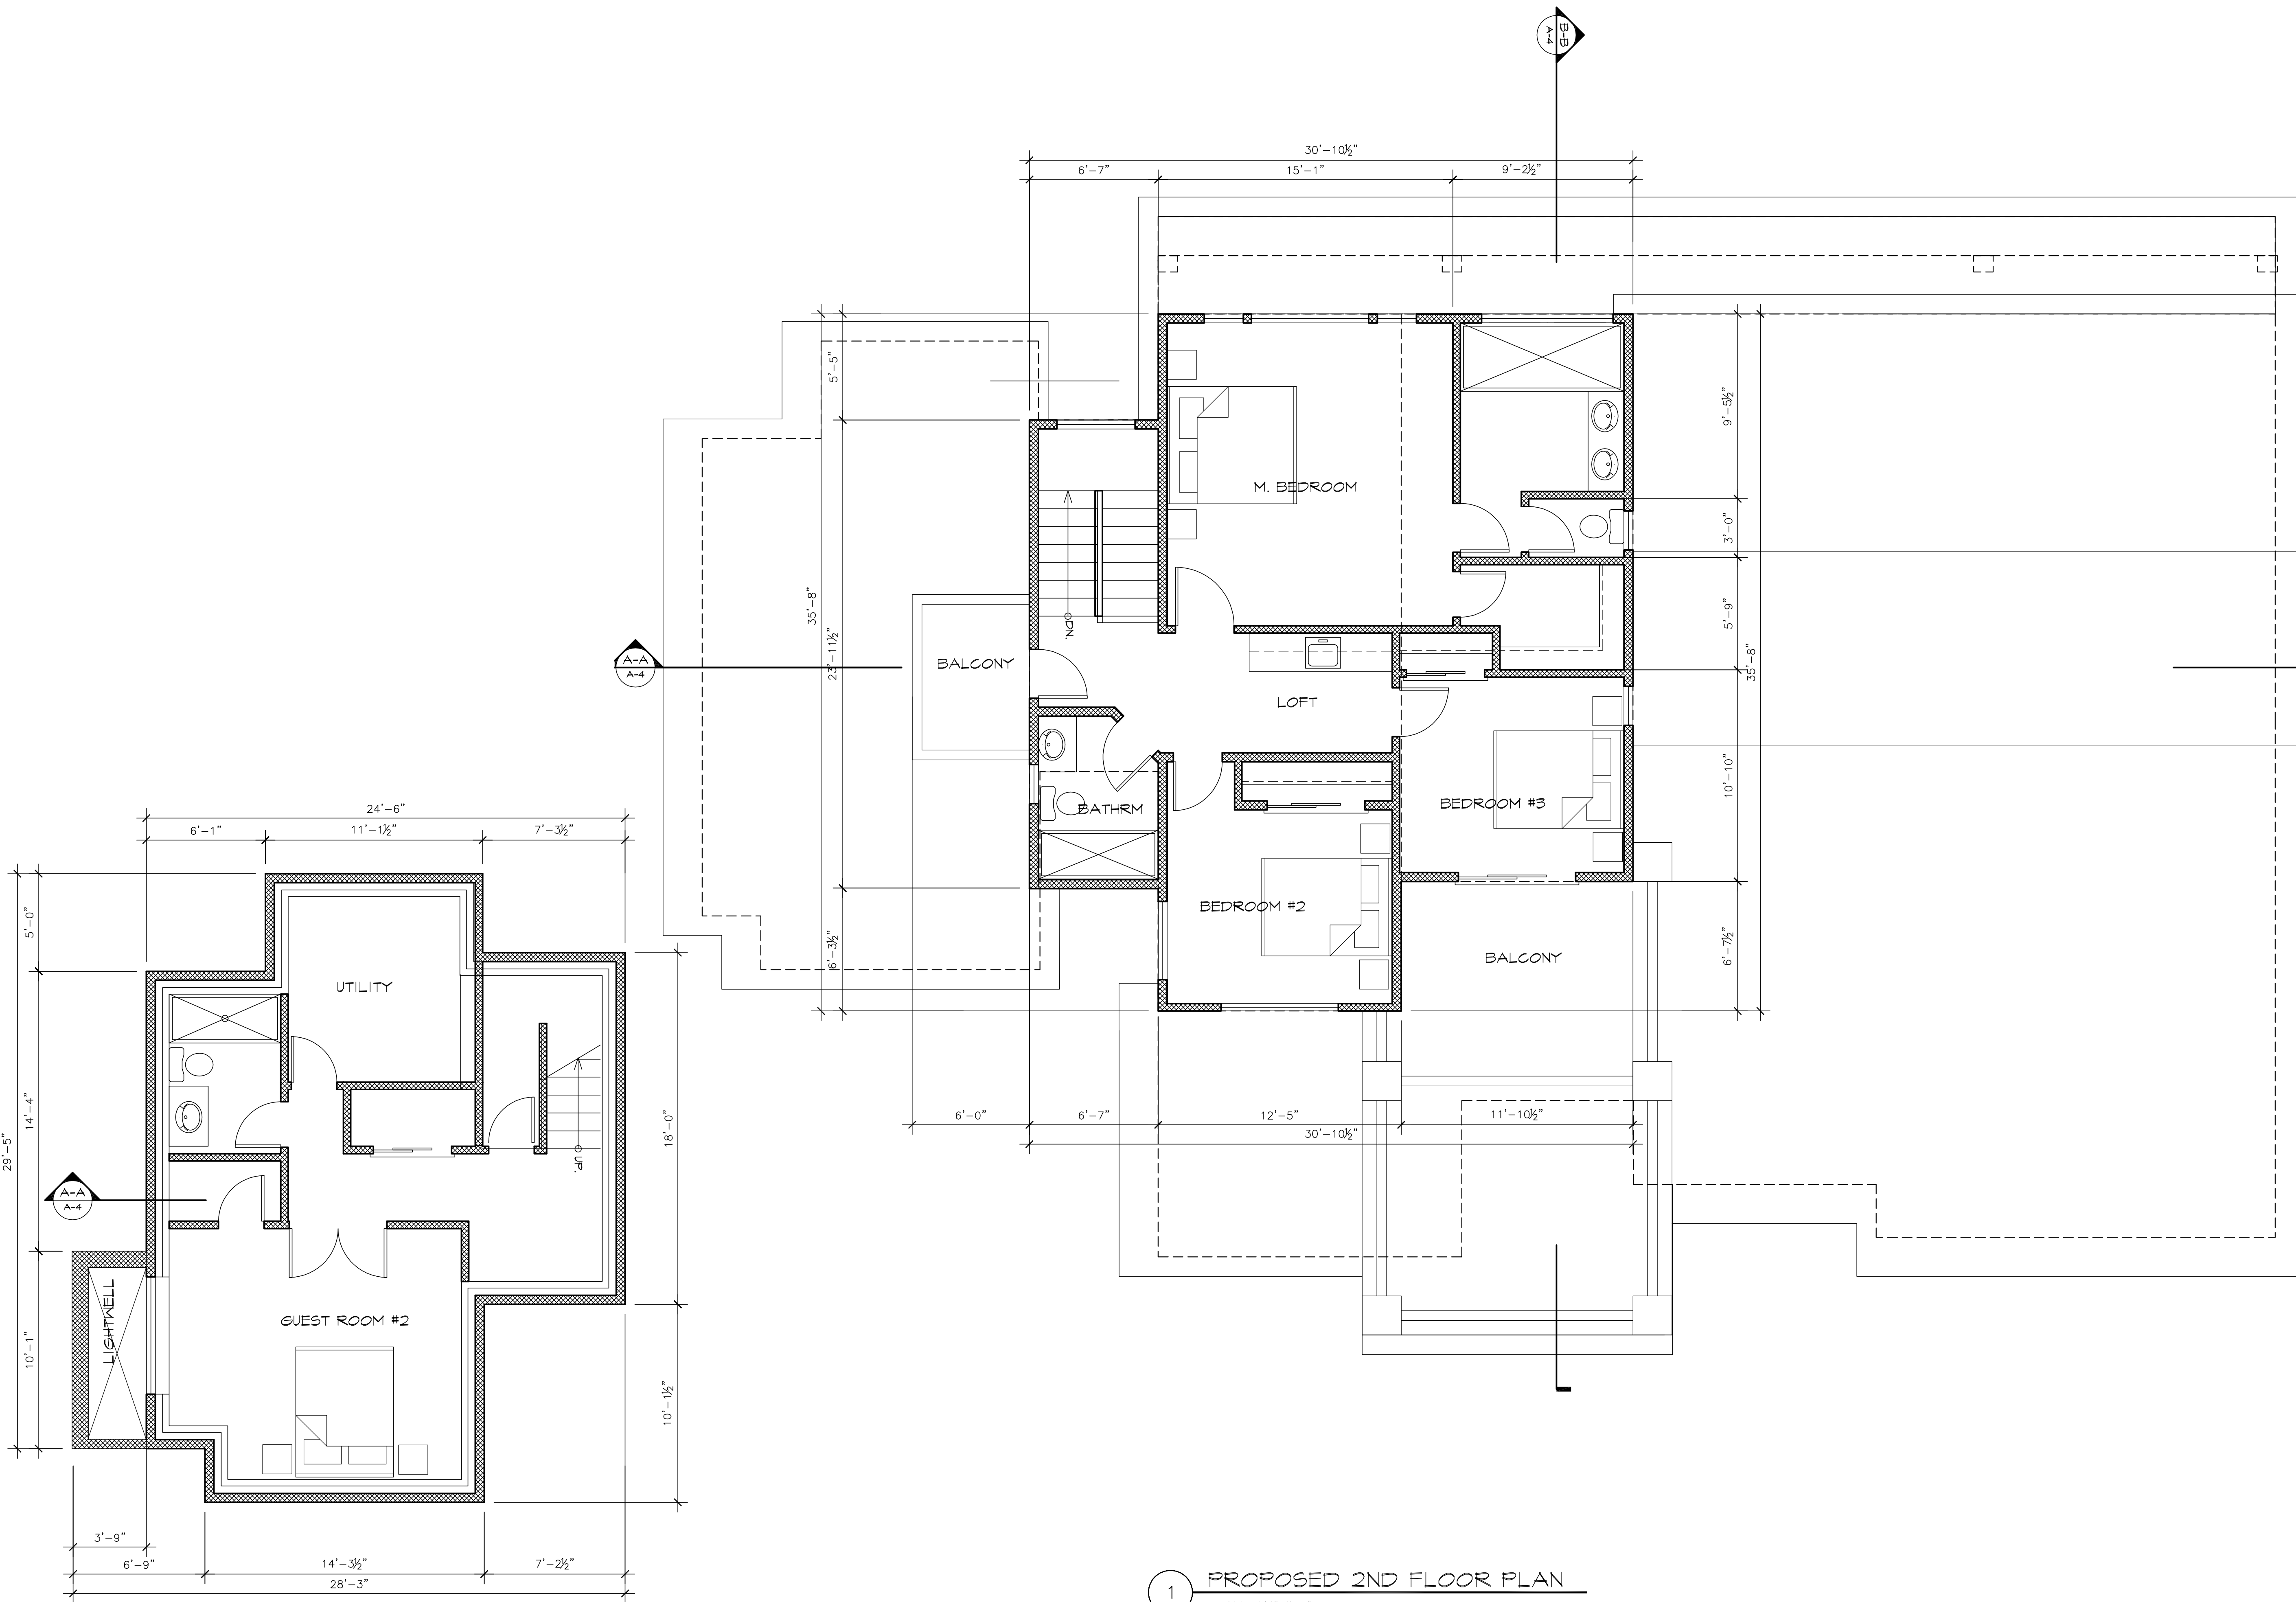 B-B
A-4
30'-10½"
6'-7"
15'-1"
9'-2½"
5'-5"
35'-8"
23'-11½"
6'-3½"
9'-5½"
3'-0"
5'-9"
35'-8"
10'-10"
6'-7½"
M. BEDROOM
DN.
BALCONY
A-A
A-4
LOFT
BATHRM
BEDROOM #3
BEDROOM #2
BALCONY
6'-0"
6'-7"
12'-5"
11'-10½"
30'-10½"
24'-6"
6'-1"
11'-1½"
7'-3½"
5'-0"
14'-4"
29'-5"
10'-1"
UTILITY
18'-0"
UP.
A-A
A-4
LIGHTWELL
GUEST ROOM #2
10'-1½"
3'-9"
6'-9"
14'-3½"
7'-2½"
28'-3"
1
PROPOSED 2ND FLOOR PLAN